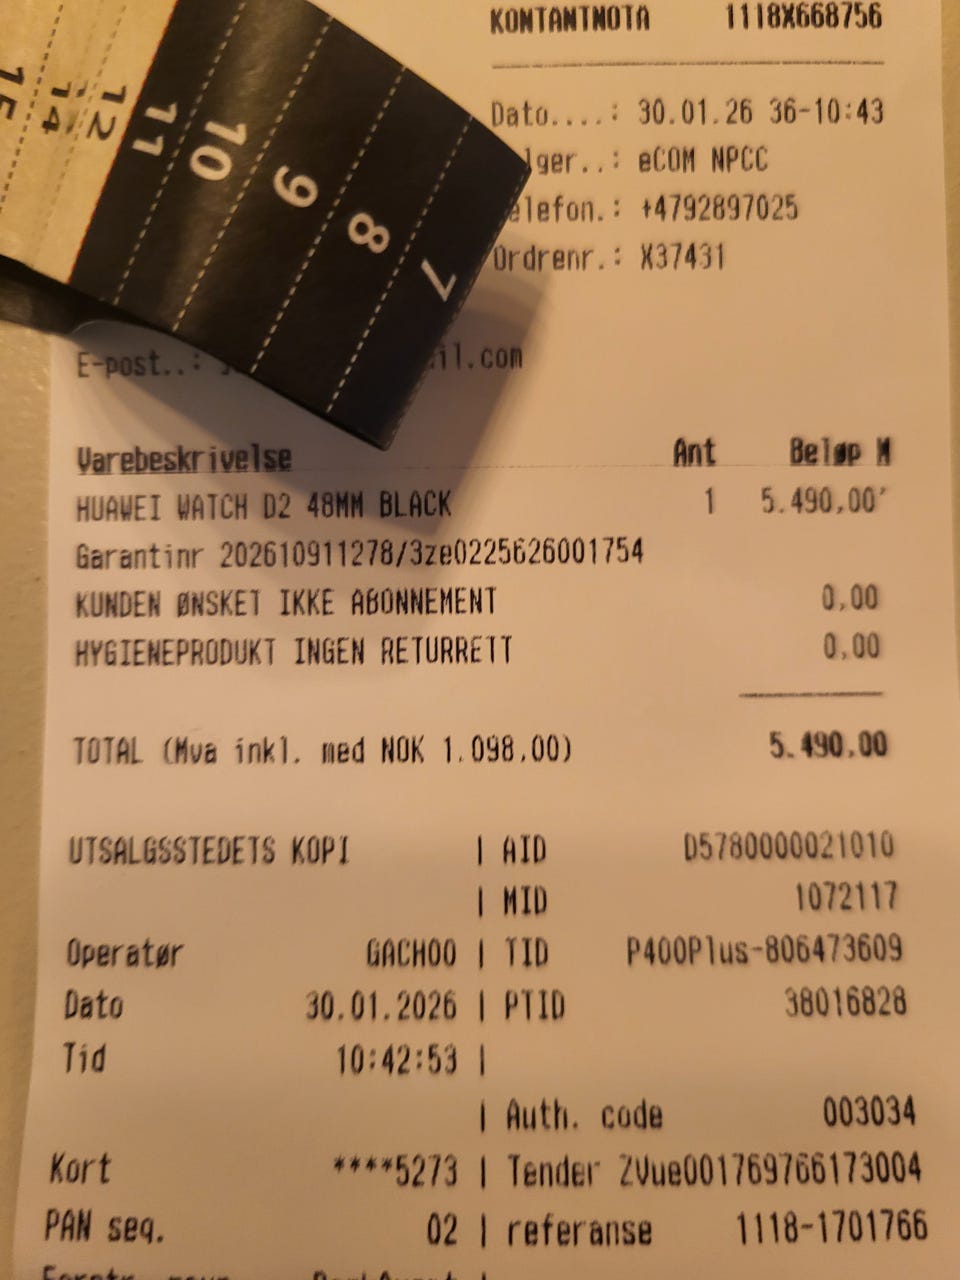 KONTANTNOTA 1118X668756
Dato....: 30.01.26 36-10:43
lger..: eCOM NPCC
elefon.: +4792897025
Ordrenr.: X37431
E-post..: il.com
Varebeskrivelse Ant Beløp M
HUAWEI WATCH D2 48MM BLACK 1 5.490,00'
Garantinr 202610911278/3ze0225626001754
KUNDEN ØNSKET IKKE ABONNEMENT 0,00
HYGIENEPRODUKT INGEN RETURRETT 0,00
TOTAL (Mva inkl. med NOK 1.098,00) 5.490,00
UTSALGSSTEDETS KOPI | AID D5780000021010
| MID 1072117
Operatør GACHOO | TID P400Plus-806473609
Dato 30.01.2026 | PTID 38016828
Tid 10:42:53 |
| Auth. code 003034
Kort ****5273 | Tender ZVue001769766173004
PAN seq. 02 | referanse 1118-1701766
15 14 12 11 10 9 8 7